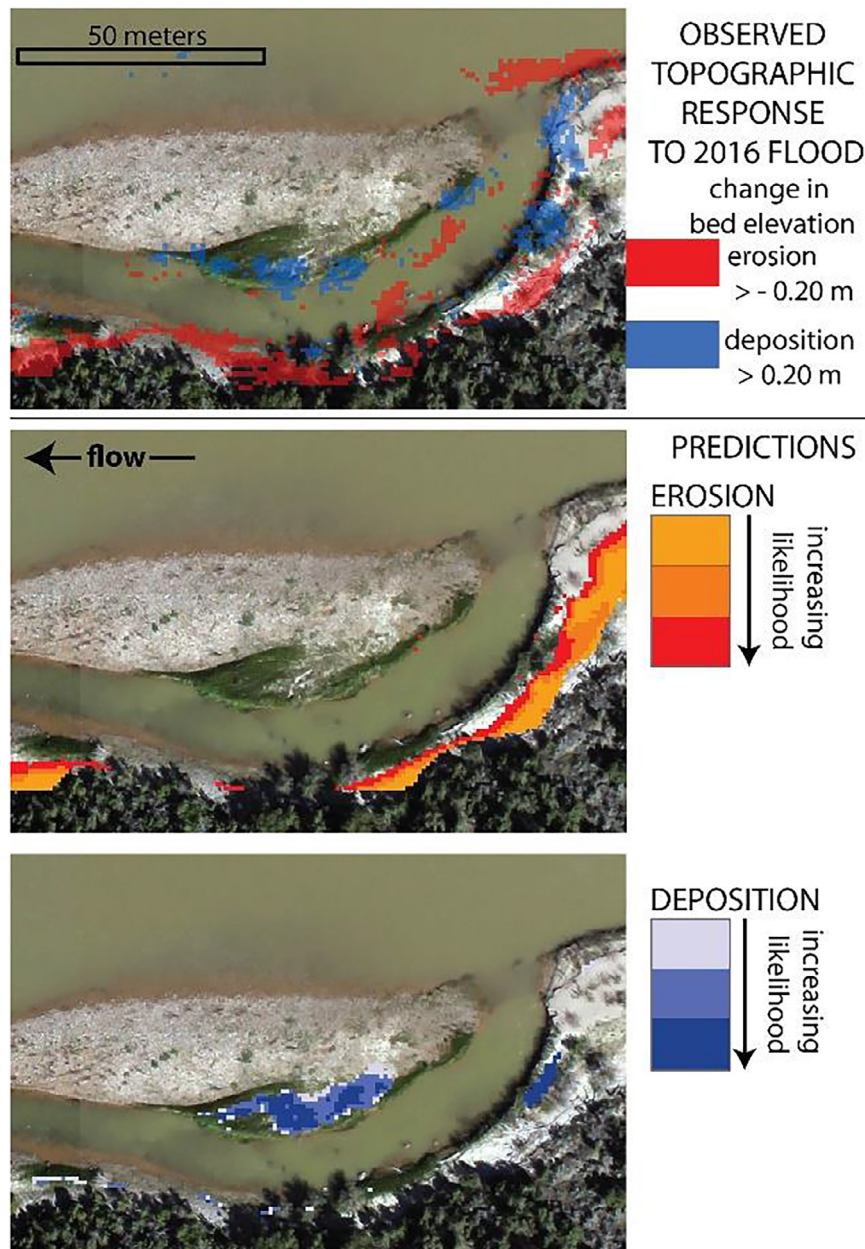 50 meters
OBSERVED
TOPOGRAPHIC
RESPONSE
TO 2016 FLOOD
change in
bed elevation
erosion
> - 0.20 m
deposition
> 0.20 m
flow
PREDICTIONS
EROSION
increasing
likelihood
DEPOSITION
increasing
likelihood